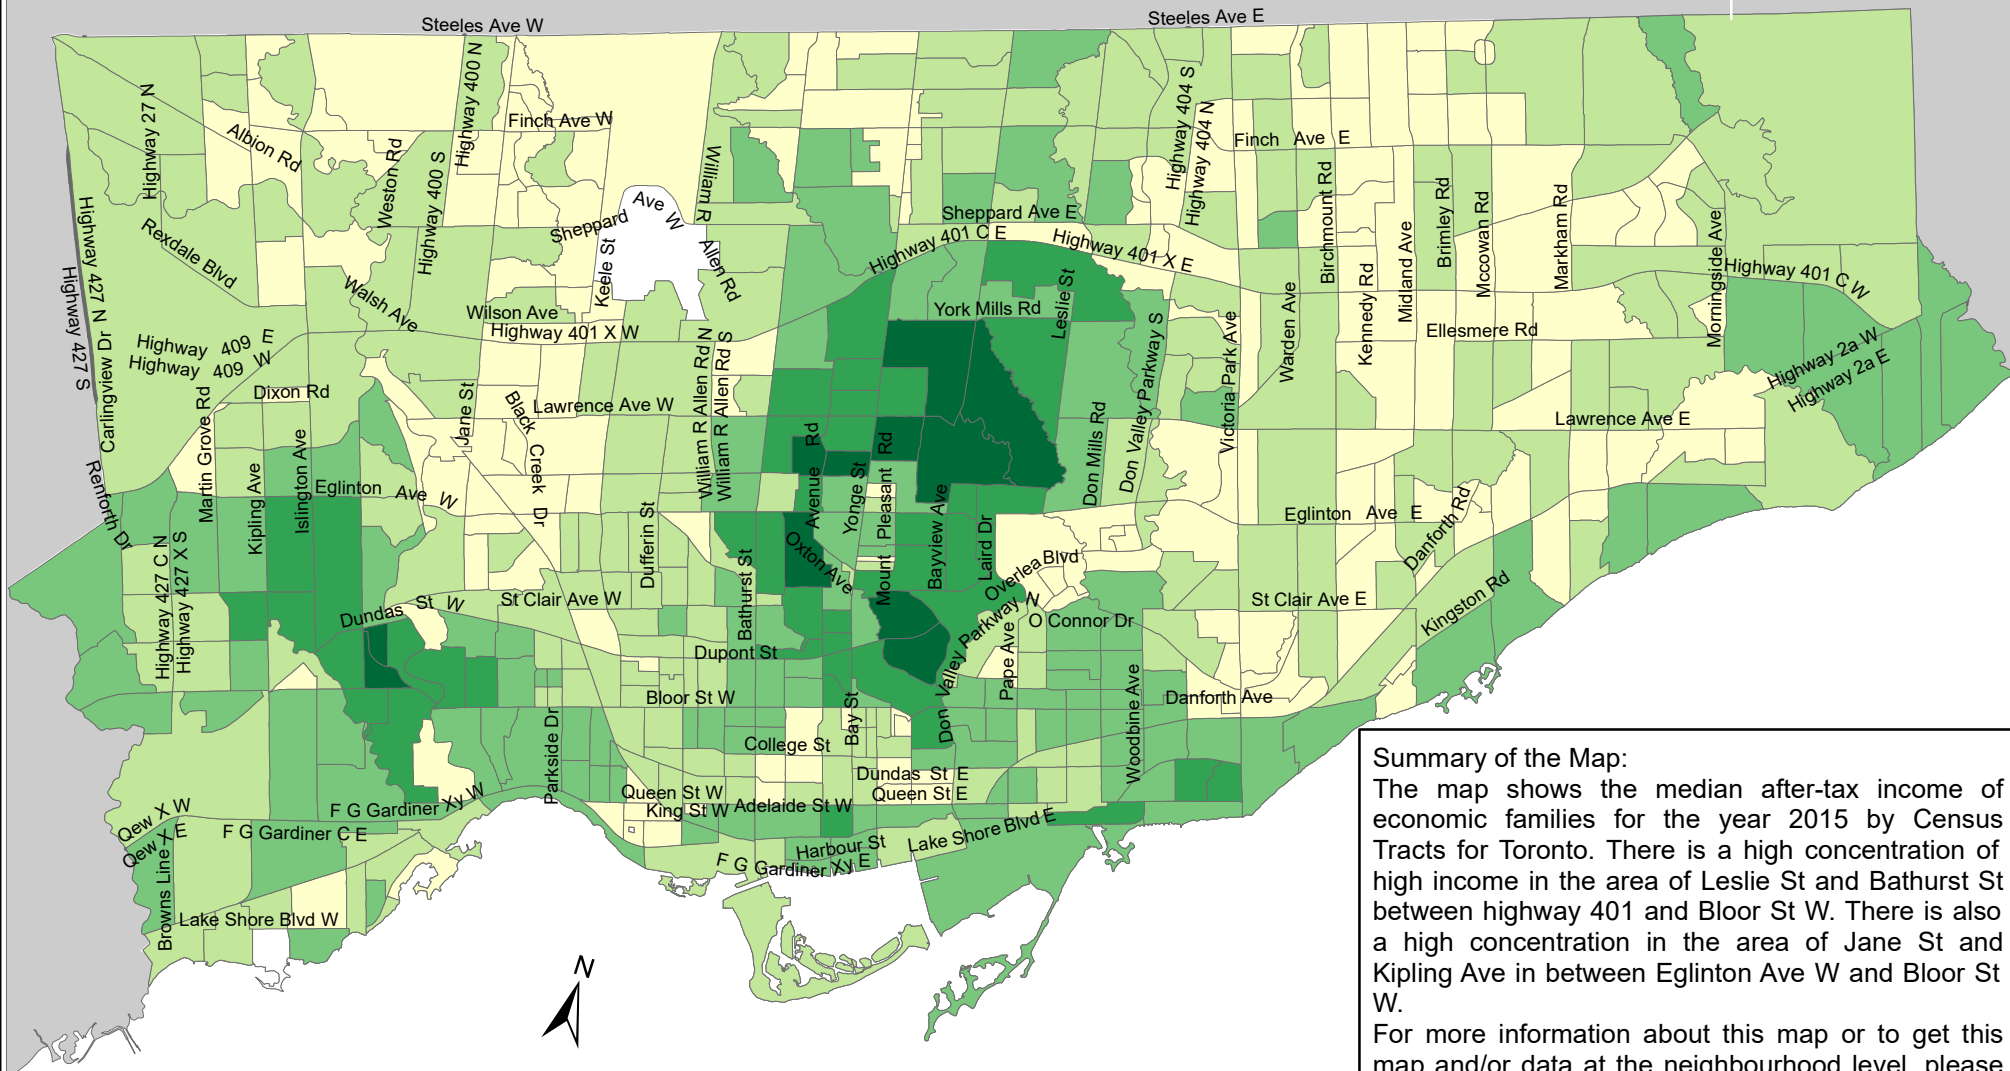 Steeles Ave W
Steeles Ave E
Highway 27 N
Albion Rd
Weston Rd
Highway 400 S
Highway 400 N
Finch Ave W
William R
Allen Rd
Sheppard
Ave W
Keele St
Highway 404 S
Highway 404 N
Finch Ave E
Sheppard Ave E
Highway 401 C E
Highway 401 X E
Birchmount Rd
Brimley Rd
Mccowan Rd
Markham Rd
Midland Ave
Kennedy Rd
Warden Ave
Morningside Ave
Highway 401 C W
Highway 427 N
Highway 427 S
Rexdale Blvd
Walsh Ave
Wilson Ave
Highway 401 X W
York Mills Rd
Leslie St
Ellesmere Rd
Highway 2a W
Highway 2a E
Highway 409 E
Highway 409 W
Carlingview Dr
Dixon Rd
Martin Grove Rd
Jane St
Black Creek Dr
Lawrence Ave W
William R Allen Rd N
William R Allen Rd S
Avenue Rd
Mount Pleasant Rd
Don Mills Rd
Don Valley Parkway S
Victoria Park Ave
Lawrence Ave E
Renforth Dr
Kipling Ave
Islington Ave
Eglinton Ave W
Yonge St
Bayview Ave
Laird Dr
Eglinton Ave E
Danforth Rd
Highway 427 C N
Highway 427 X S
Dufferin St
Bathurst St
Oxton Ave
Overlea Blvd
Dundas St W
St Clair Ave W
St Clair Ave E
Kingston Rd
O Connor Dr
Don Valley Parkway N
Pape Ave
Dupont St
Bloor St W
Bay St
Woodbine Ave
Danforth Ave
Parkside Dr
College St
Dundas St E
Queen St E
Queen St W
King St W
Adelaide St W
Qew X W
Qew X E
F G Gardiner Xy W
F G Gardiner C E
Browns Line
Harbour St
Lake Shore Blvd E
F G Gardiner Xy E
Lake Shore Blvd W
N
Summary of the Map:
The map shows the median after-tax income of
economic families for the year 2015 by Census
Tracts for Toronto. There is a high concentration of
high income in the area of Leslie St and Bathurst St
between highway 401 and Bloor St W. There is also
a high concentration in the area of Jane St and
Kipling Ave in between Eglinton Ave W and Bloor St
W.
For more information about this map or to get this
map and/or data at the neighbourhood level, please